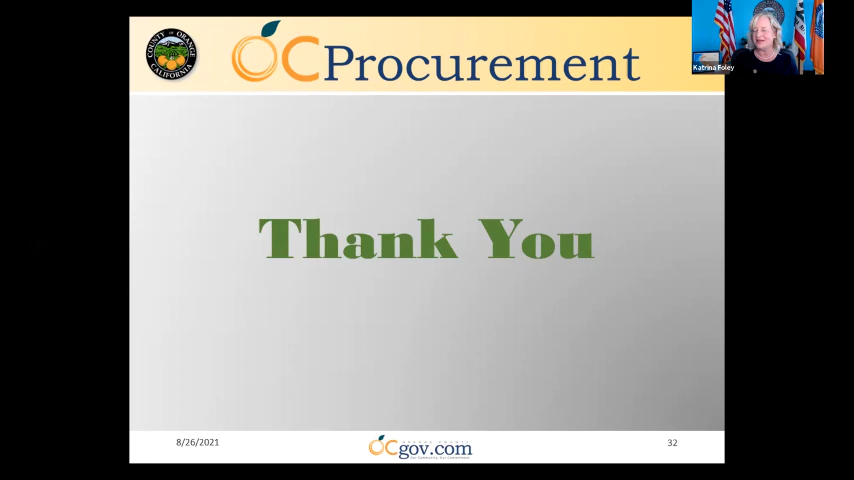 COUNTY OF ORANGE
CALIFORNIA
OCProcurement
Katrina Foley
Thank You
8/26/2021
OCgov.com
32